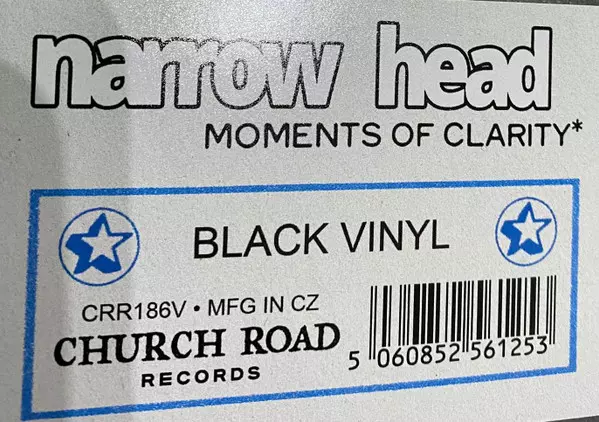 narrow head
MOMENTS OF CLARITY*
BLACK VINYL
CRR186V • MFG IN CZ
CHURCH ROAD
RECORDS
5 060852 561253